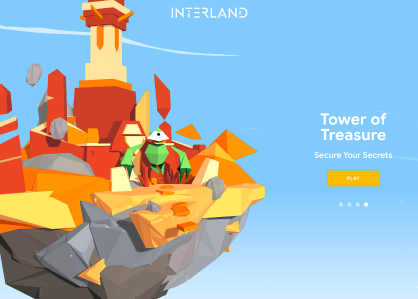 INTERLAND
Tower of
Treasure
Secure Your Secrets
PLAY